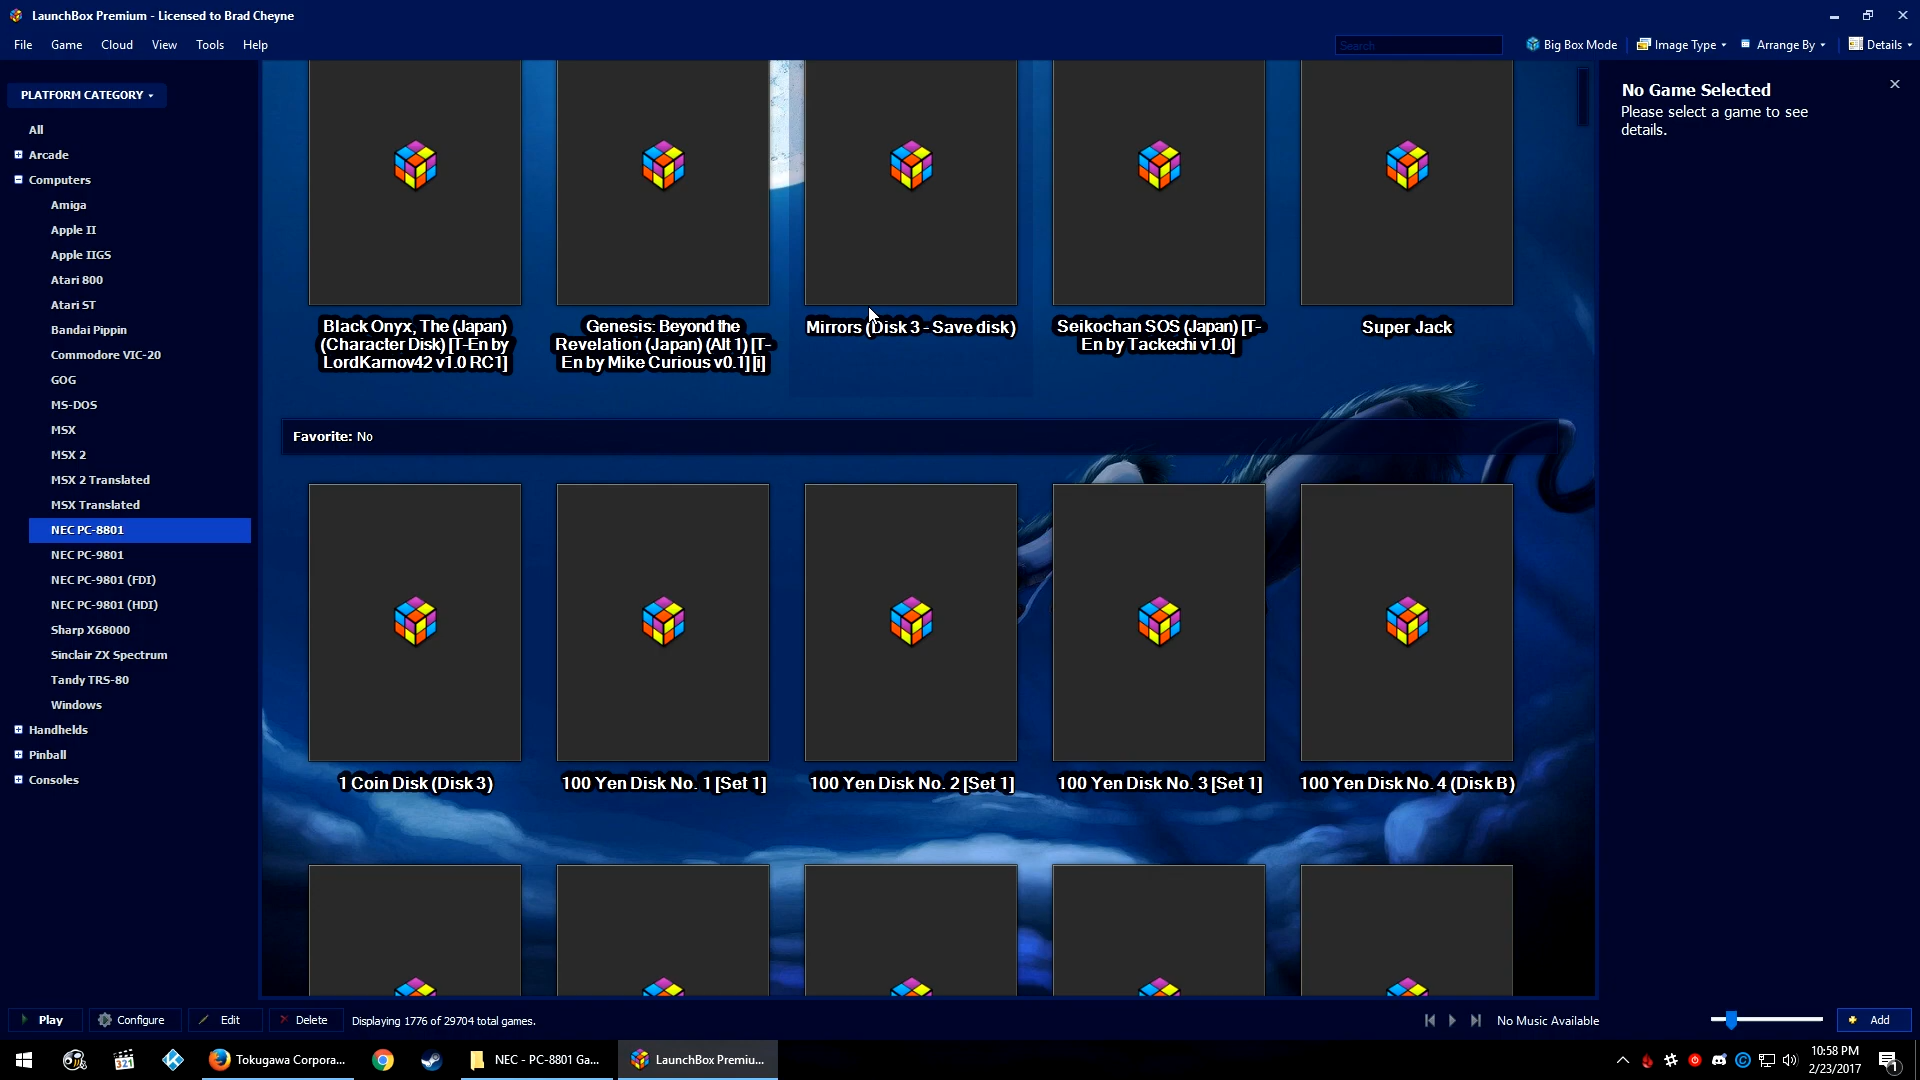 LaunchBox Premium - Licensed to Brad Cheyne
File Game Cloud View Tools Help
Search
Big Box Mode
Image Type
Arrange By
Details
PLATFORM CATEGORY
All
Arcade
Computers
Amiga
Apple II
Apple IIGS
Atari 800
Atari ST
Bandai Pippin
Commodore VIC-20
GOG
MS-DOS
MSX
MSX 2
MSX 2 Translated
MSX Translated
NEC PC-8801
NEC PC-9801
NEC PC-9801 (FDI)
NEC PC-9801 (HDI)
Sharp X68000
Sinclair ZX Spectrum
Tandy TRS-80
Windows
Handhelds
Pinball
Consoles
Black Onyx, The (Japan)
(Character Disk) [T-En by
LordKarnov42 v1.0 RC1]
Genesis: Beyond the
Revelation (Japan) (Alt 1) [T-
En by Mike Curious v0.1] [i]
Mirrors (Disk 3 - Save disk)
Seikochan SOS (Japan) [T-
En by Tackechi v1.0]
Super Jack
Favorite: No
1 Coin Disk (Disk 3)
100 Yen Disk No. 1 [Set 1]
100 Yen Disk No. 2 [Set 1]
100 Yen Disk No. 3 [Set 1]
100 Yen Disk No. 4 (Disk B)
No Game Selected
Please select a game to see
details.
Play
Configure
Edit
Delete
Displaying 1776 of 29704 total games.
No Music Available
Add
321
Tokugawa Corpora...
NEC - PC-8801 Ga...
LaunchBox Premiu...
10:58 PM
2/23/2017
1